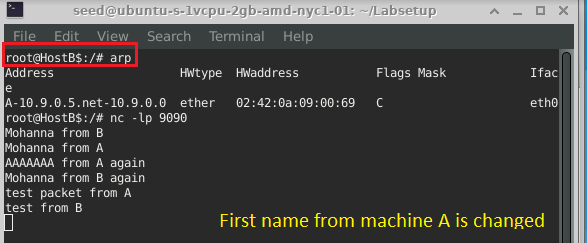 seed@ubuntu-s-1vcpu-2gb-amd-nyc1-01: ~/Labsetup
File Edit View Search Terminal Help
root@HostB$:/# arp
Address HWtype HWaddress Flags Mask Ifac
e
A-10.9.0.5.net-10.9.0.0 ether 02:42:0a:09:00:69 C eth0
root@HostB$:/# nc -lp 9090
Mohanna from B
Mohanna from A
AAAAAAA from A again
Mohanna from B again
test packet from A
test from B
First name from machine A is changed